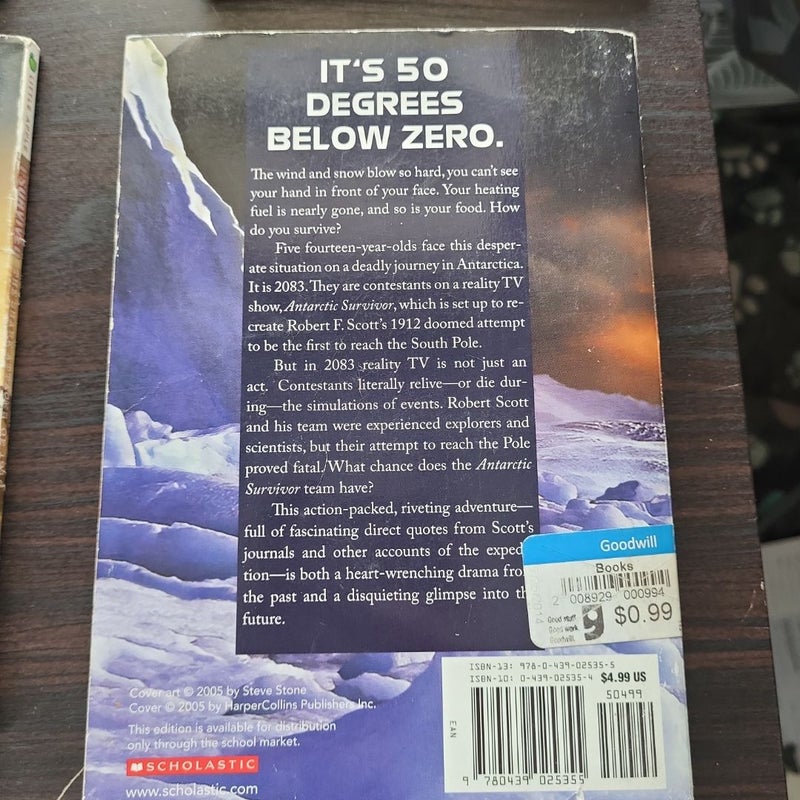 IT'S 50
DEGREES
BELOW ZERO.
The wind and snow blow so hard, you can't see
your hand in front of your face. Your heating
fuel is nearly gone, and so is your food. How
do you survive?
Five fourteen-year-olds face this desper-
ate situation on a deadly journey in Antarctica.
It is 2083. They are contestants on a reality TV
show, Antarctic Survivor, which is set up to re-
create Robert F. Scott's 1912 doomed attempt
to be the first to reach the South Pole.
But in 2083 reality TV is not just an
act. Contestants literally relive—or die dur-
ing—the simulations of events. Robert Scott
and his team were experienced explorers and
scientists, but their attempt to reach the Pole
proved fatal. What chance does the Antarctic
Survivor team have?
This action-packed, riveting adventure—
full of fascinating direct quotes from Scott's
journals and other accounts of the exped
tion—is both a heart-wrenching drama fro
the past and a disquieting glimpse into th
future.
Goodwill
Books
2 008929 000994
Good stuff.
Good work.
Goodwill.
$0.99
ISBN-13: 978-0-439-02535-5
ISBN-10: 0-439-02535-4 $4.99 US
50499
EAN
9 780439 025355
Cover art © 2005 by Steve Stone
Cover © 2005 by HarperCollins Publishers Inc.
This edition is available for distribution
only through the school market.
SCHOLASTIC
www.scholastic.com